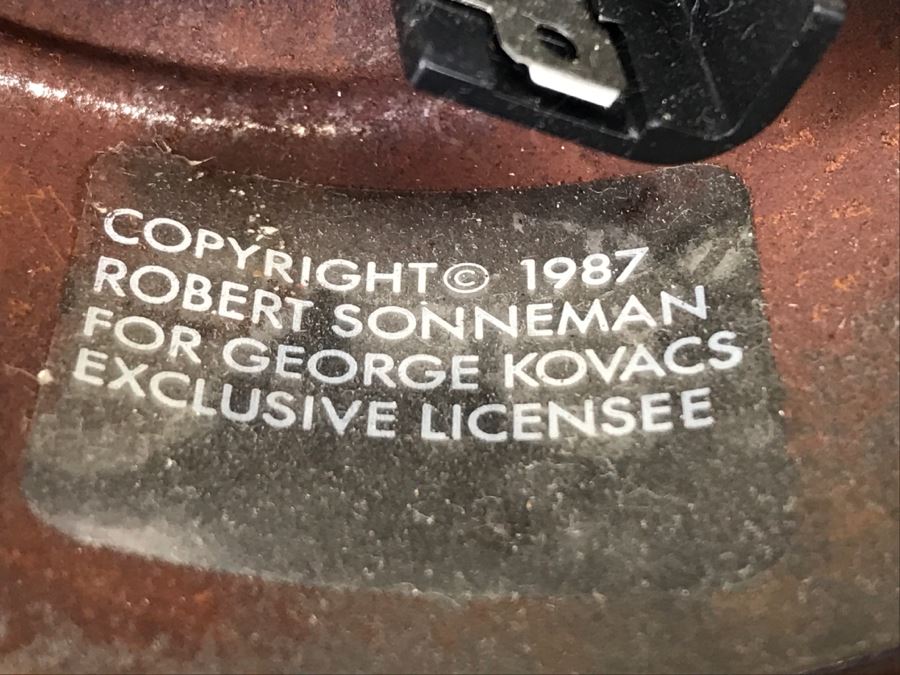 COPYRIGHT© 1987
ROBERT SONNEMAN
FOR GEORGE KOVACS
EXCLUSIVE LICENSEE